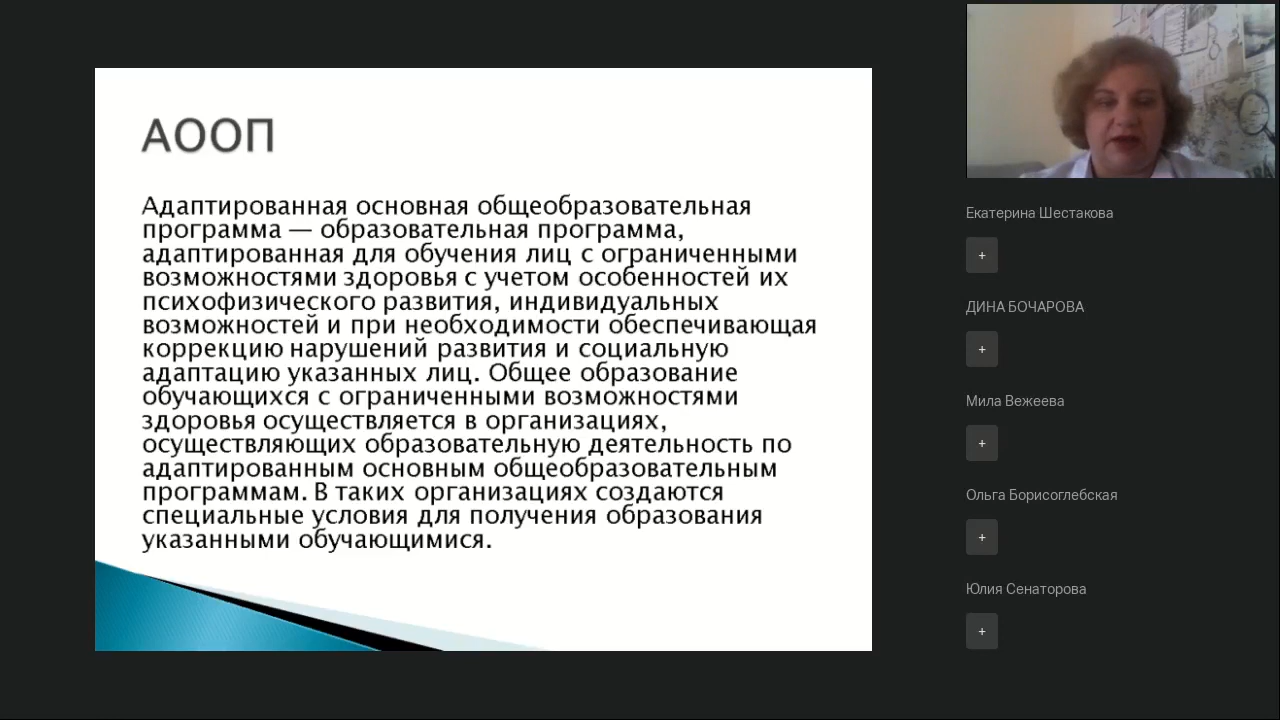 АООП
Адаптированная основная общеобразовательная
программа — образовательная программа,
адаптированная для обучения лиц с ограниченными
возможностями здоровья с учетом особенностей их
психофизического развития, индивидуальных
возможностей и при необходимости обеспечивающая
коррекцию нарушений развития и социальную
адаптацию указанных лиц. Общее образование
обучающихся с ограниченными возможностями
здоровья осуществляется в организациях,
осуществляющих образовательную деятельность по
адаптированным основным общеобразовательным
программам. В таких организациях создаются
специальные условия для получения образования
указанными обучающимися.
Екатерина Шестакова
+
ДИНА БОЧАРОВА
+
Мила Вежеева
+
Ольга Борисоглебская
+
Юлия Сенаторова
+